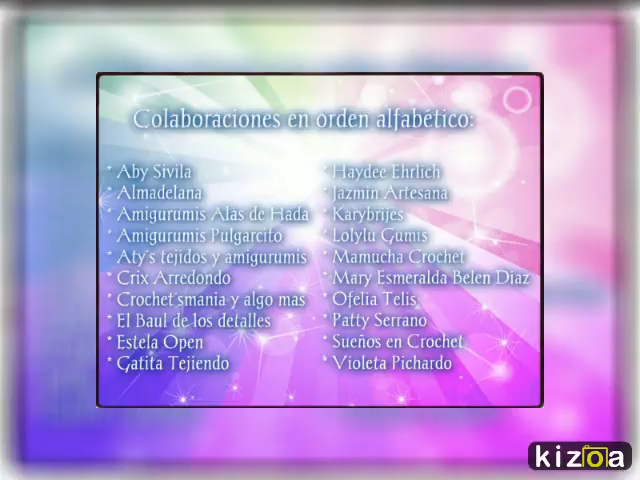 Colaboraciones en orden alfabético:
* Aby Sivila
* Almadelana
* Amigurumis Alas de Hada
* Amigurumis Pulgarcito
* Aty's tejidos y amigurumis
* Crix Arredondo
* Crochet'smania y algo mas
* El Baul de los detalles
* Estela Open
* Gatita Tejiendo
* Haydee Ehrlich
* Jazmin Artesana
* Karybrijes
* Lolylu Gumis
* Mamucha Crochet
* Mary Esmeralda Belen Diaz
* Ofelia Telis
* Patty Serrano
* Sueños en Crochet
* Violeta Pichardo
kizoa